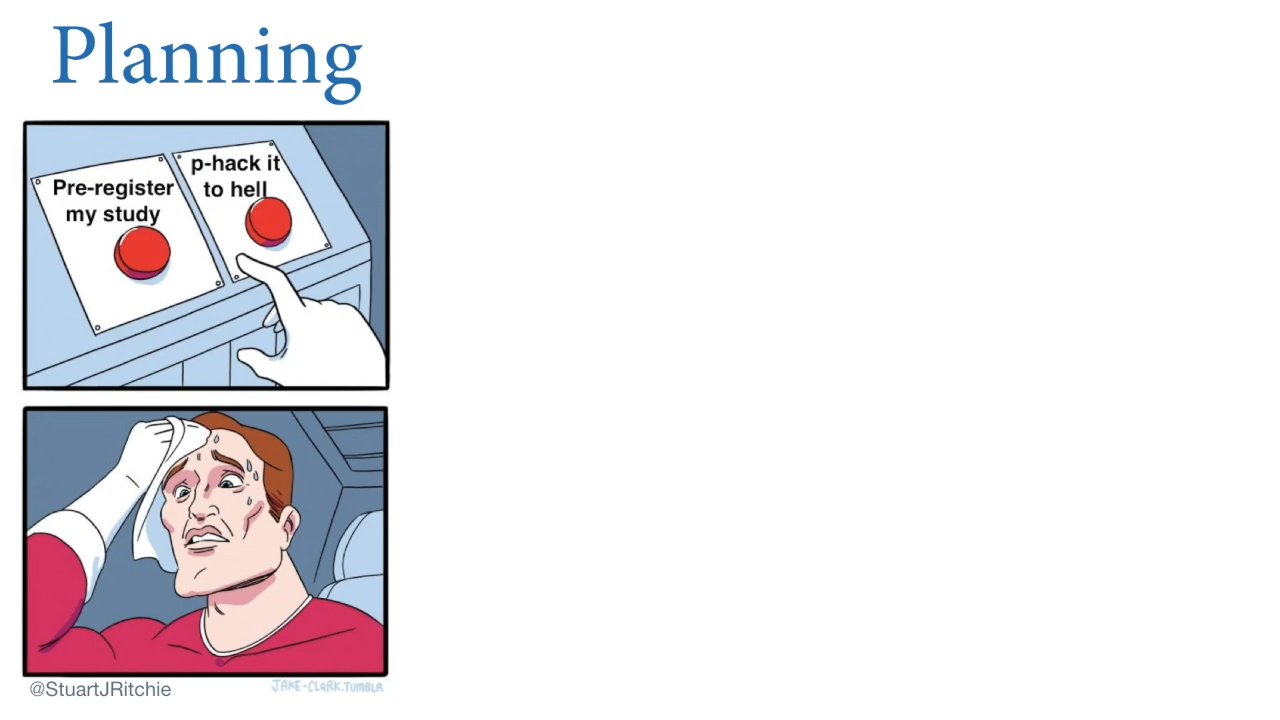 Planning
Pre-register
my study
p-hack it
to hell
@StuartJRitchie
JAKE-CLARK.TUMBLR